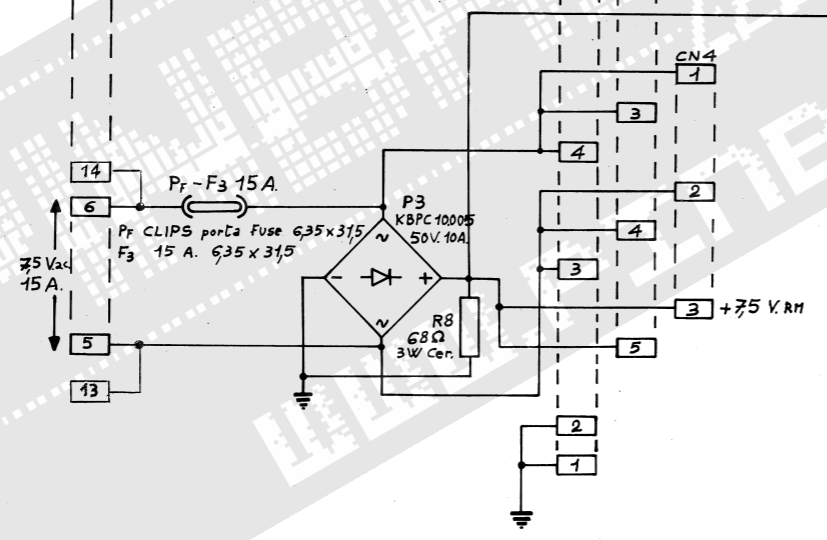 CN4
1
3
14
4
PF - F3 15 A.
6
P3
2
KBPC 10,005
PF CLIPS porta Fuse 6,35 x 31,5
50V. 10A.
F3 15 A. 6,35 x 31,5
~
4
7,5 Vac
15 A.
- +
3
3 +7,5 V. RM
R8
68Ω
3W Cer.
~
5
5
13
2
1